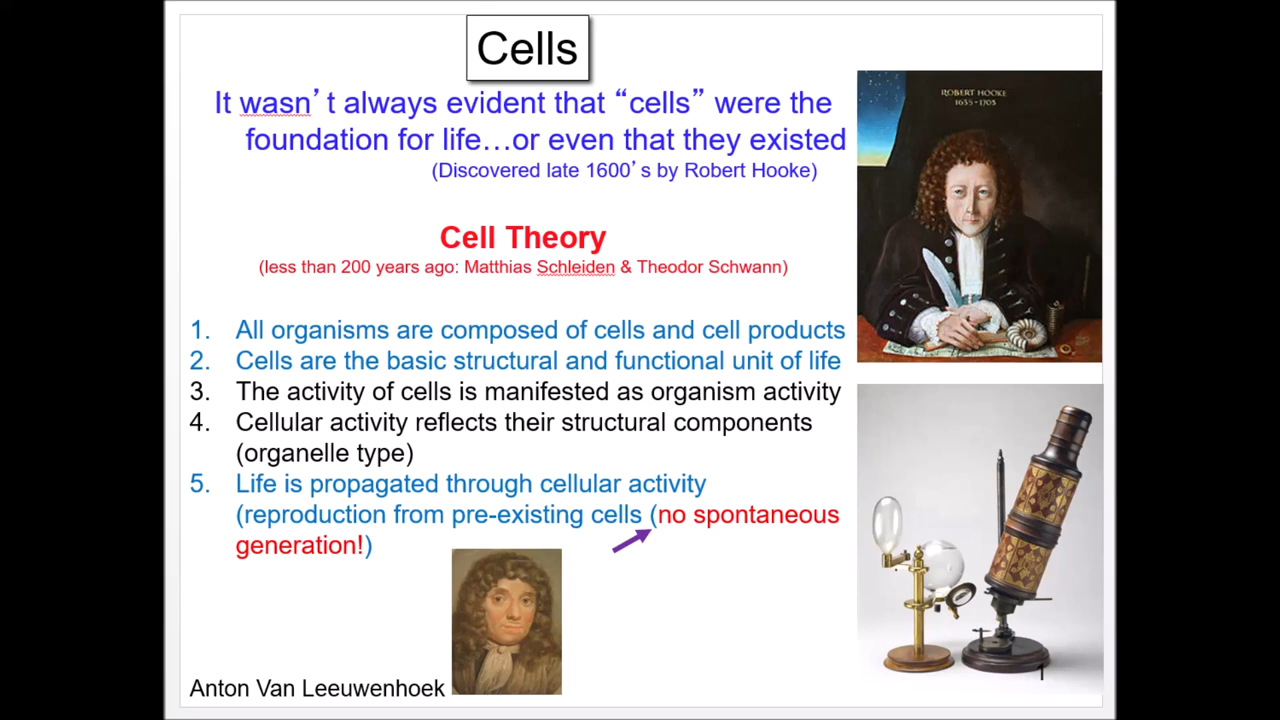 Cells
It wasn’t always evident that “cells” were the
foundation for life…or even that they existed
(Discovered late 1600’s by Robert Hooke)
ROBERT HOOKE
1635-1703
Cell Theory
(less than 200 years ago: Matthias Schleiden & Theodor Schwann)
1. All organisms are composed of cells and cell products
2. Cells are the basic structural and functional unit of life
3. The activity of cells is manifested as organism activity
4. Cellular activity reflects their structural components
(organelle type)
5. Life is propagated through cellular activity
(reproduction from pre-existing cells (no spontaneous
generation!)
Anton Van Leeuwenhoek
1